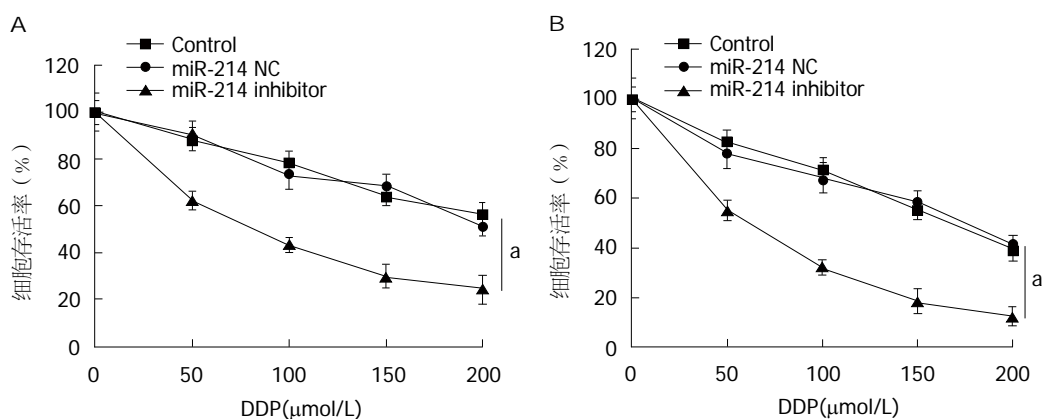 A
Control
miR-214 NC
miR-214 inhibitor
120
100
80
60
40
20
0
细胞存活率（%）
a
0 50 100 150 200
DDP(μmol/L)
B
Control
miR-214 NC
miR-214 inhibitor
120
100
80
60
40
20
0
细胞存活率（%）
a
0 50 100 150 200
DDP(μmol/L)